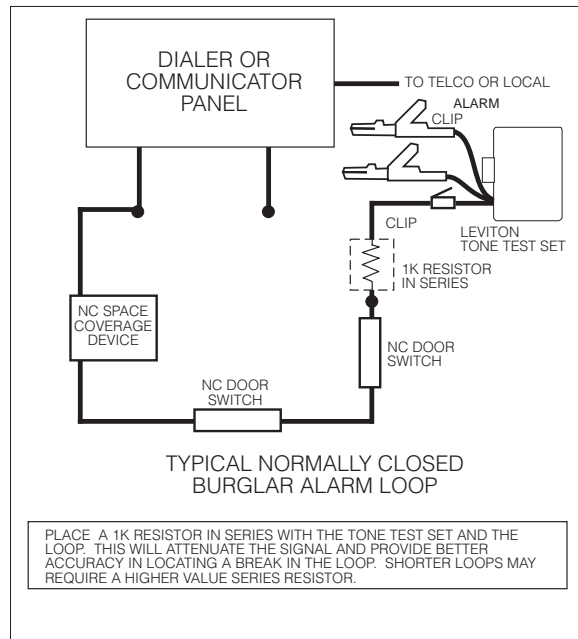 DIALER OR
COMMUNICATOR
PANEL
TO TELCO OR LOCAL
ALARM
CLIP
LEVITON
TONE TEST SET
CLIP
1K RESISTOR
IN SERIES
NC SPACE
COVERAGE
DEVICE
NC DOOR
SWITCH
NC DOOR
SWITCH
TYPICAL NORMALLY CLOSED
BURGLAR ALARM LOOP
PLACE A 1K RESISTOR IN SERIES WITH THE TONE TEST SET AND THE
LOOP. THIS WILL ATTENUATE THE SIGNAL AND PROVIDE BETTER
ACCURACY IN LOCATING A BREAK IN THE LOOP. SHORTER LOOPS MAY
REQUIRE A HIGHER VALUE SERIES RESISTOR.